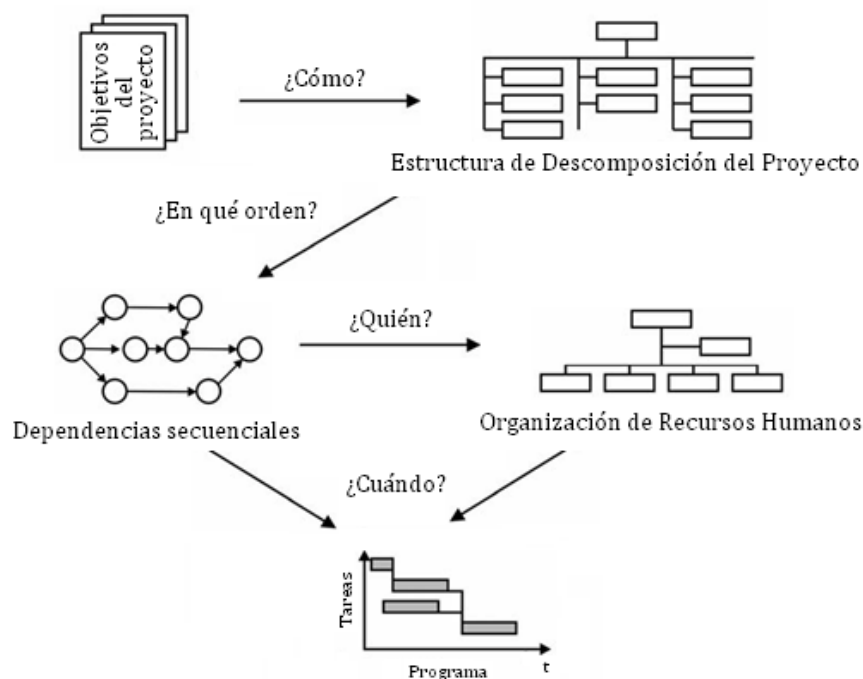 Objetivos
del
proyecto
¿Cómo?
Estructura de Descomposición del Proyecto
¿En qué orden?
¿Quién?
Dependencias secuenciales
Organización de Recursos Humanos
¿Cuándo?
Tareas
t
Programa